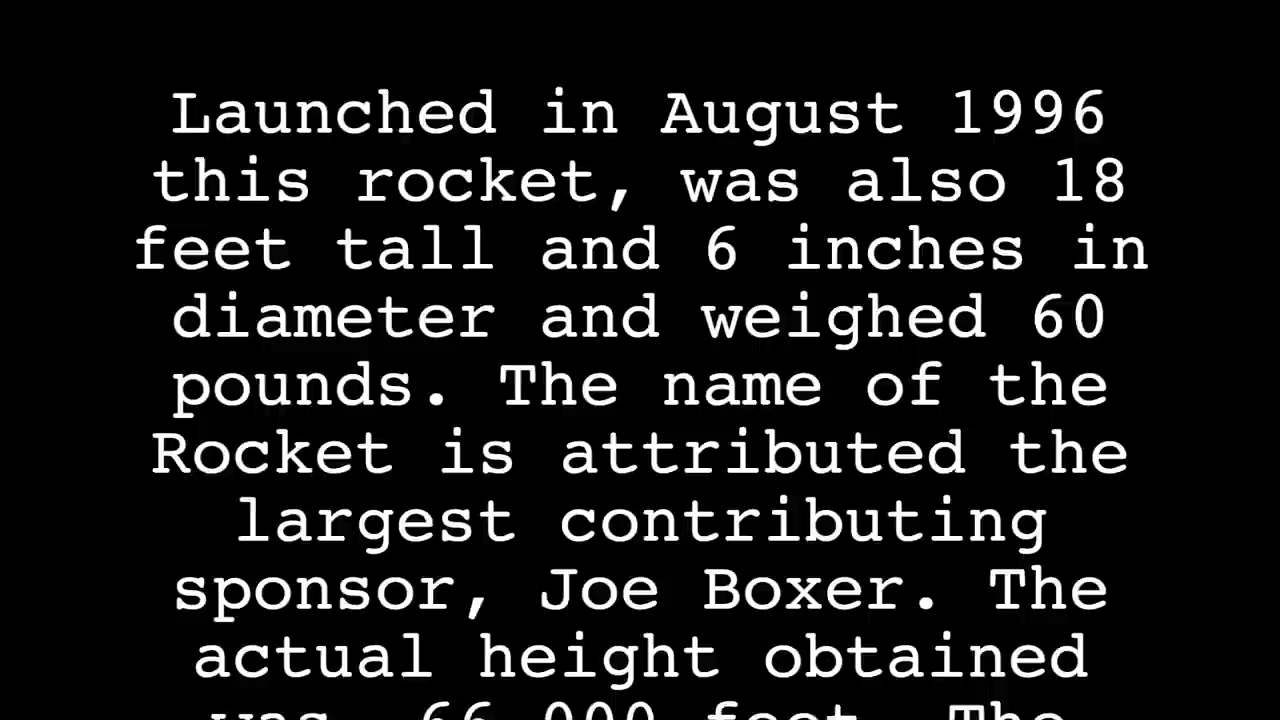 Launched in August 1996
this rocket, was also 18
feet tall and 6 inches in
diameter and weighed 60
pounds. The name of the
Rocket is attributed the
largest contributing
sponsor, Joe Boxer. The
actual height obtained
was 66,000 feet. The